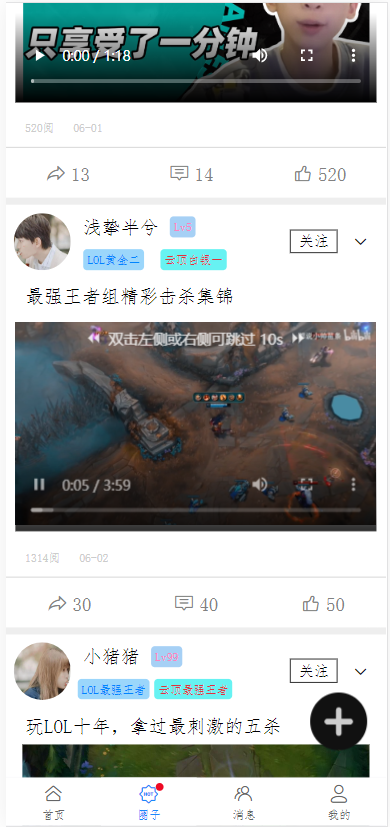 只享受了一分钟
0:00 / 1:18
520阅 06-01
13 14 520
浅挚半兮 Lv5 关注
LOL黄金二 云顶白银一
最强王者组精彩击杀集锦
双击左侧或右侧可跳过 10s
0:05 / 3:59
1314阅 06-02
30 40 50
小猪猪 Lv99 关注
LOL最强王者 云顶最强王者
玩LOL十年，拿过最刺激的五杀
HOT
首页 圈子 消息 我的